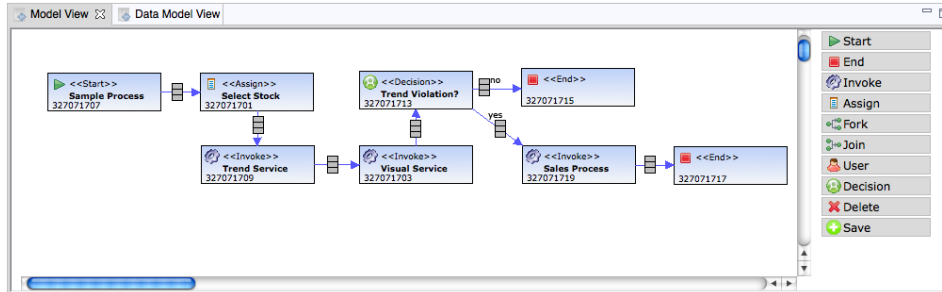 Model View
Data Model View
<<Start>>
Sample Process
327071707
<<Assign>>
Select Stock
327071701
<<Decision>>
Trend Violation?
327071713
no
<<End>>
327071715
yes
<<Invoke>>
Trend Service
327071709
<<Invoke>>
Visual Service
327071703
<<Invoke>>
Sales Process
327071719
<<End>>
327071717
Start
End
Invoke
Assign
Fork
Join
User
Decision
Delete
Save